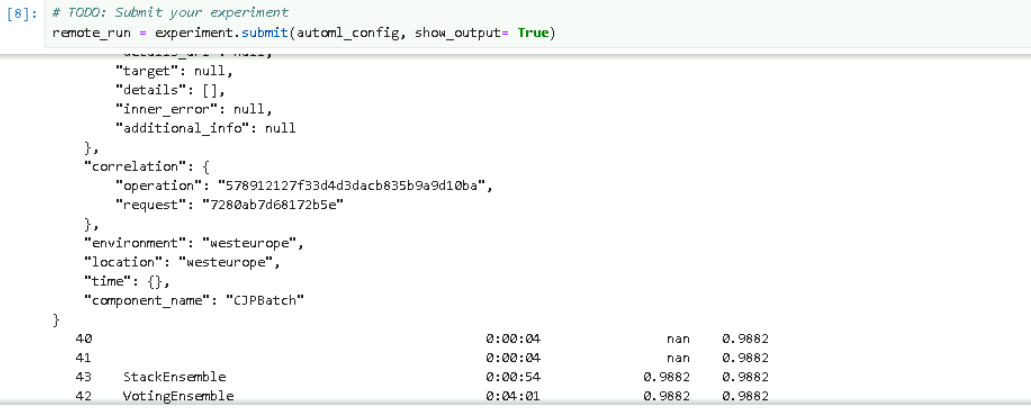 [8]: # TODO: Submit your experiment
remote_run = experiment.submit(automl_config, show_output= True)
"details_uri": null,
"target": null,
"details": [],
"inner_error": null,
"additional_info": null
},
"correlation": {
"operation": "578912127f33d4d3dacb835b9a9d10ba",
"request": "7280ab7d68172b5e"
},
"environment": "westeurope",
"location": "westeurope",
"time": {},
"component_name": "CJPBatch"
}
40 0:00:04 nan 0.9882
41 0:00:04 nan 0.9882
43 StackEnsemble 0:00:54 0.9882 0.9882
42 VotingEnsemble 0:04:01 0.9882 0.9882